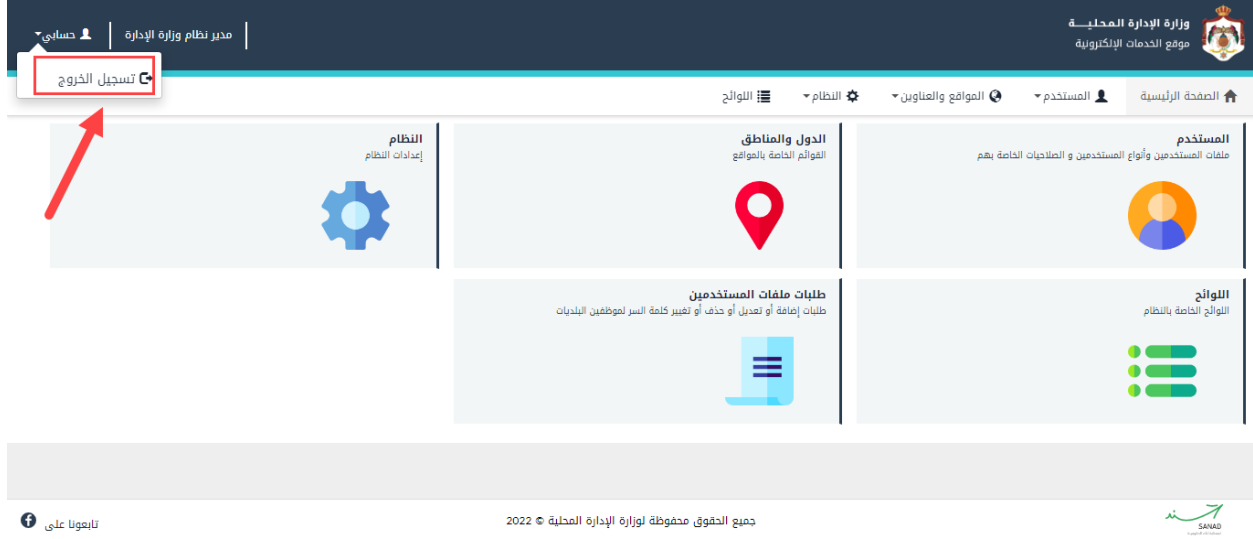 وزارة الإدارة المحليـــة
موقع الخدمات الإلكترونية
مدير نظام وزارة الإدارة
حسابي
تسجيل الخروج
الصفحة الرئيسية
المستخدم
المواقع والعناوين
النظام
اللوائح
المستخدم
ملفات المستخدمين وأنواع المستخدمين و الصلاحيات الخاصة بهم
الدول والمناطق
القوائم الخاصة بالمواقع
النظام
إعدادات النظام
اللوائح
اللوائح الخاصة بالنظام
طلبات ملفات المستخدمين
طلبات إضافة أو تعديل أو حذف أو تغيير كلمة السر لموظفين البلديات
سند
SANAD
جميع الحقوق محفوظة لوزارة الإدارة المحلية © 2022
تابعونا على